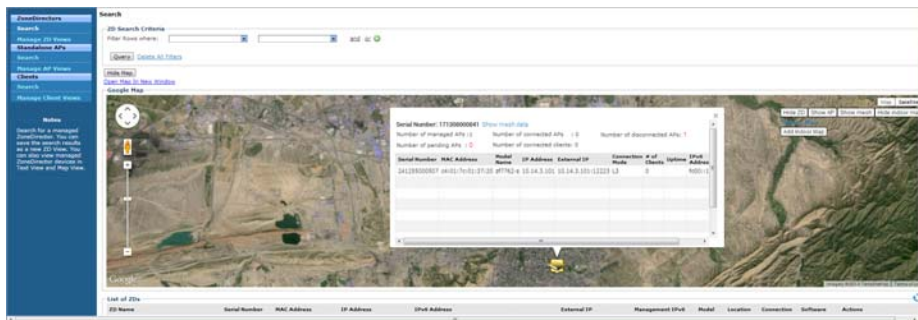 ZoneDirectors
Search
Manage ZD Views
Standalone APs
Search
Manage AP Views
Clients
Search
Manage Client Views
Notes
Search for a managed
ZoneDirector. You can
save the search results
as a new ZD View. You
can also view managed
ZoneDirector devices in
Text View and Map View.
Search
ZD Search Criteria
Filter Rows where: and or
Query Delete All Filters
Hide Map
Open Map in New Window
Google Map
Map Satellite
Hide ZD Show AP Show mesh Hide indoor map
Add Indoor Map
Serial Number: Show mesh data
Number of managed APs :1 Number of connected APs : 0 Number of disconnected APs: 1
Number of pending APs : 0 Number of connected clients: 0
Serial Number MAC Address Model Name IP Address External IP Connection Mode # of Clients Uptime IPv6 Address
L3 0
Google
List of ZDs
ZD Name Serial Number MAC Address IP Address IPv6 Address External IP Management IPv6 Model Location Connection Software Actions